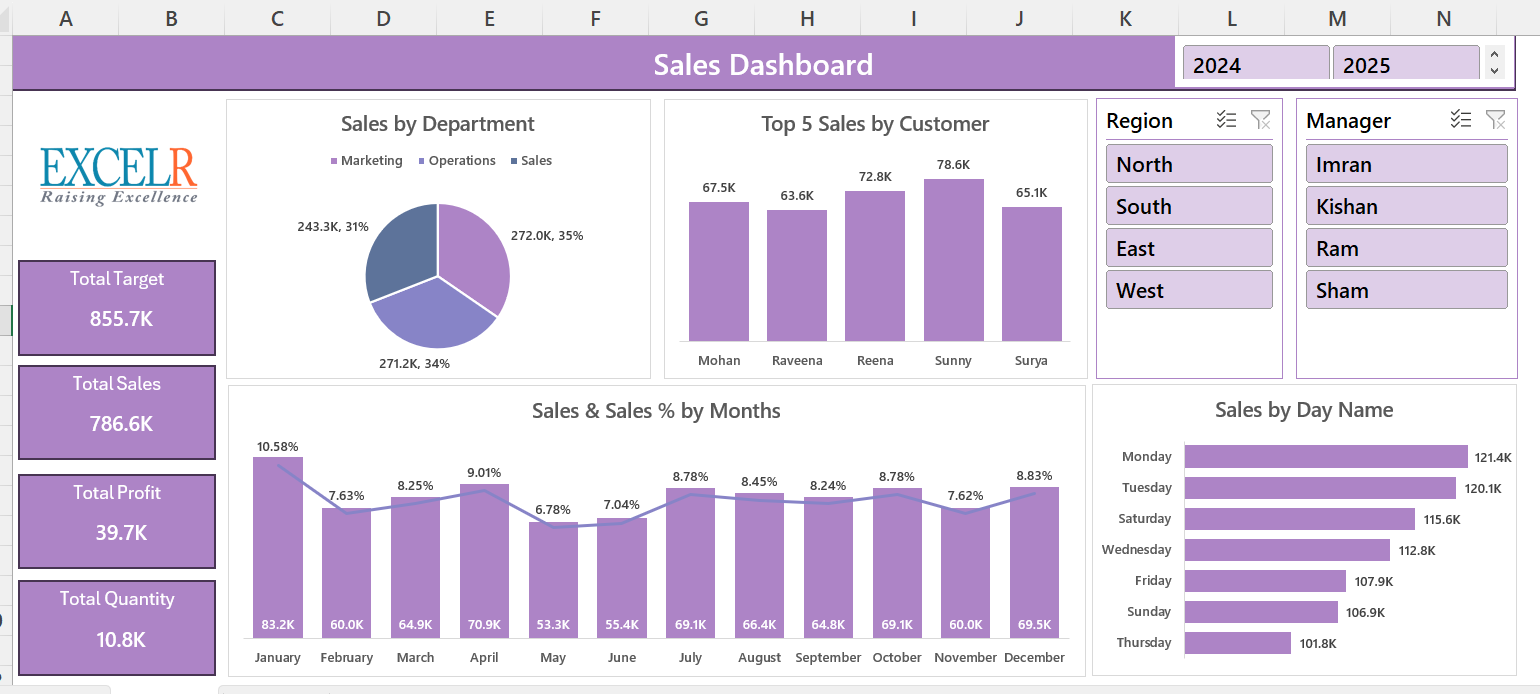 A B C D E F G H I J K L M N
Sales Dashboard
2024 2025
EXCELR
Raising Excellence
Total Target
855.7K
Total Sales
786.6K
Total Profit
39.7K
Total Quantity
10.8K
Sales by Department
Marketing Operations Sales
243.3K, 31%
272.0K, 35%
271.2K, 34%
Top 5 Sales by Customer
67.5K 63.6K 72.8K 78.6K 65.1K
Mohan Raveena Reena Sunny Surya
Region
North
South
East
West
Manager
Imran
Kishan
Ram
Sham
Sales & Sales % by Months
10.58% 7.63% 8.25% 9.01% 6.78% 7.04% 8.78% 8.45% 8.24% 8.78% 7.62% 8.83%
83.2K 60.0K 64.9K 70.9K 53.3K 55.4K 69.1K 66.4K 64.8K 69.1K 60.0K 69.5K
January February March April May June July August September October November December
Sales by Day Name
Monday 121.4K
Tuesday 120.1K
Saturday 115.6K
Wednesday 112.8K
Friday 107.9K
Sunday 106.9K
Thursday 101.8K